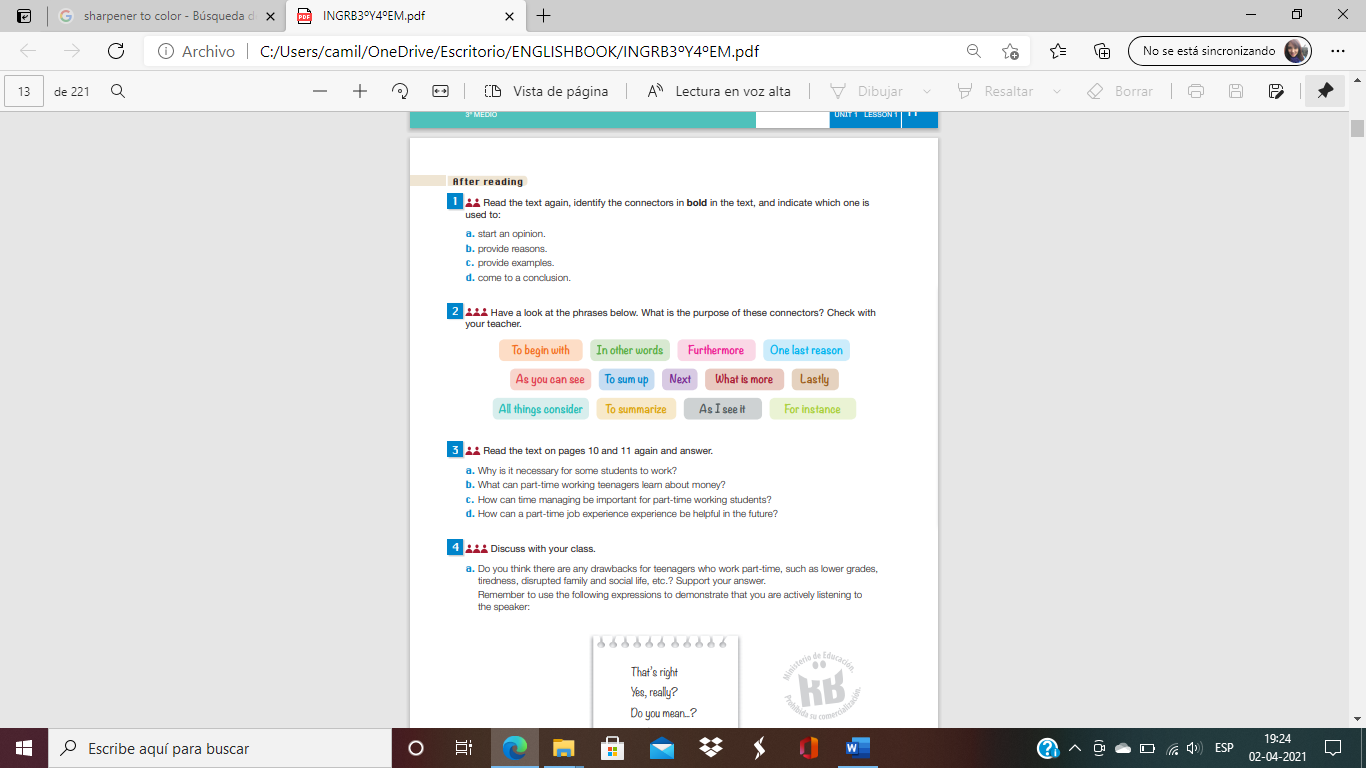 sharpener to color - Búsqueda d
INGRB3ºY4ºEM.pdf
Archivo
C:/Users/camil/OneDrive/Escritorio/ENGLISHBOOK/INGRB3ºY4ºEM.pdf
No se está sincronizando
13 de 221
Vista de página
Lectura en voz alta
Dibujar
Resaltar
Borrar
3º MEDIO
UNIT 1 LESSON 1
After reading
1 Read the text again, identify the connectors in bold in the text, and indicate which one is
used to:
a. start an opinion.
b. provide reasons.
c. provide examples.
d. come to a conclusion.
2 Have a look at the phrases below. What is the purpose of these connectors? Check with
your teacher.
To begin with In other words Furthermore One last reason
As you can see To sum up Next What is more Lastly
All things consider To summarize As I see it For instance
3 Read the text on pages 10 and 11 again and answer.
a. Why is it necessary for some students to work?
b. What can part-time working teenagers learn about money?
c. How can time managing be important for part-time working students?
d. How can a part-time job experience experience be helpful in the future?
4 Discuss with your class.
a. Do you think there are any drawbacks for teenagers who work part-time, such as lower grades,
tiredness, disrupted family and social life, etc.? Support your answer.
Remember to use the following expressions to demonstrate that you are actively listening to
the speaker:
That's right
Yes, really?
Do you mean...?
Ministerio de Educación.
Prohibida su comercialización.
Escribe aquí para buscar
ESP
19:24
02-04-2021